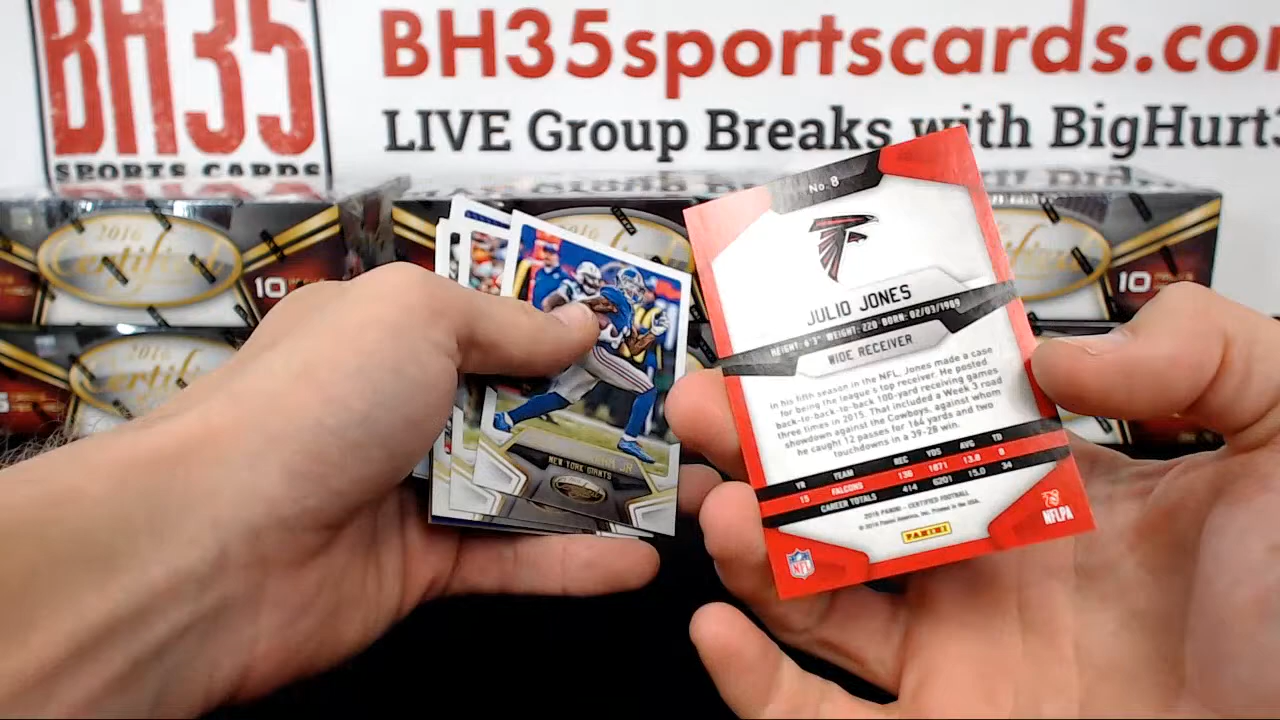 BH35
SPORTS CARDS
BH35sportscards.co
LIVE Group Breaks with BigHurt3
2016
Certified
10
2016
Certified
10
2016
No. 8
JULIO JONES
HEIGHT: 6'3" WEIGHT: 220 BORN: 02/03/1989
WIDE RECEIVER
In his fifth season in the NFL, Jones made a case
for being the league's top receiver. He posted
back-to-back-to-back 100-yard receiving games
three times in 2015. That included a Week 3 road
showdown against the Cowboys, against whom
he caught 12 passes for 164 yards and two
touchdowns in a 39-28 win.
YR TEAM REC YDS AVG TD
15 FALCONS 136 1871 13.8 8
CAREER TOTALS 414 6201 15.0 34
2016 PANINI - CERTIFIED FOOTBALL
© 2016 Panini America, Inc. Printed in the USA.
PANINI
NFL
NFLPA
JR.
NEW YORK GIANTS